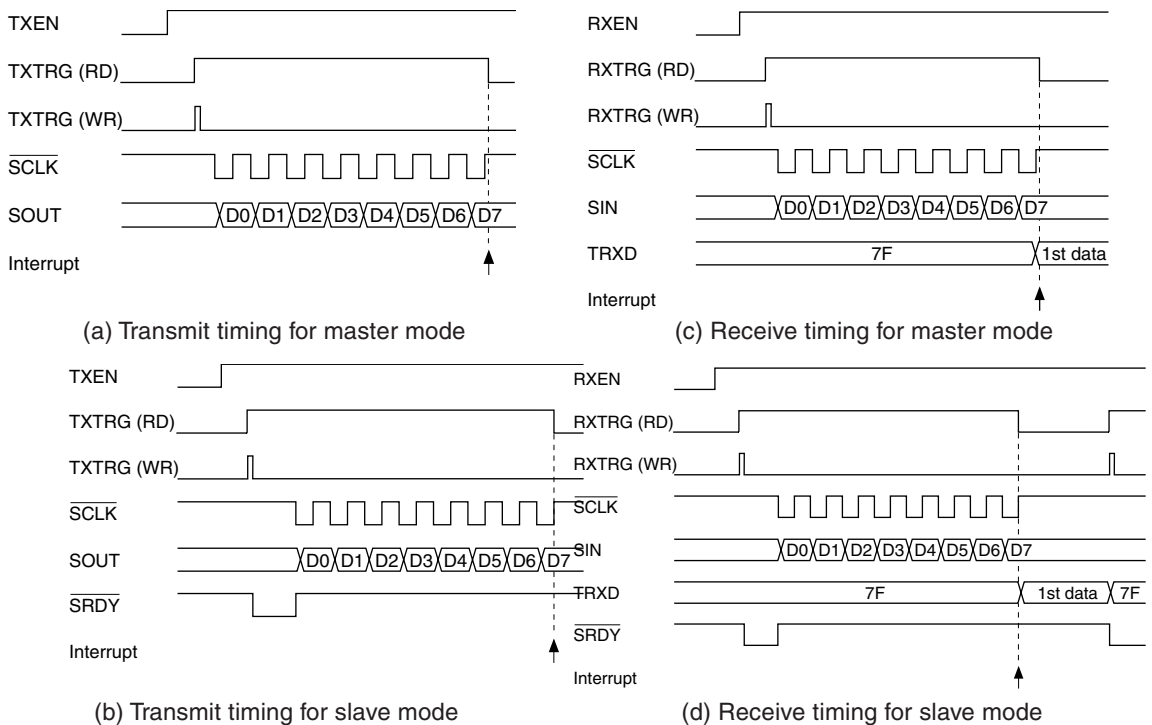 TXEN
TXTRG (RD)
TXTRG (WR)
SCLK
SOUT D0 D1 D2 D3 D4 D5 D6 D7
Interrupt
(a) Transmit timing for master mode
RXEN
RXTRG (RD)
RXTRG (WR)
SCLK
SIN D0 D1 D2 D3 D4 D5 D6 D7
TRXD 7F 1st data
Interrupt
(c) Receive timing for master mode
TXEN
TXTRG (RD)
TXTRG (WR)
SCLK
SOUT D0 D1 D2 D3 D4 D5 D6 D7
SRDY
Interrupt
(b) Transmit timing for slave mode
RXEN
RXTRG (RD)
RXTRG (WR)
SCLK
SIN D0 D1 D2 D3 D4 D5 D6 D7
TRXD 7F 1st data 7F
SRDY
Interrupt
(d) Receive timing for slave mode